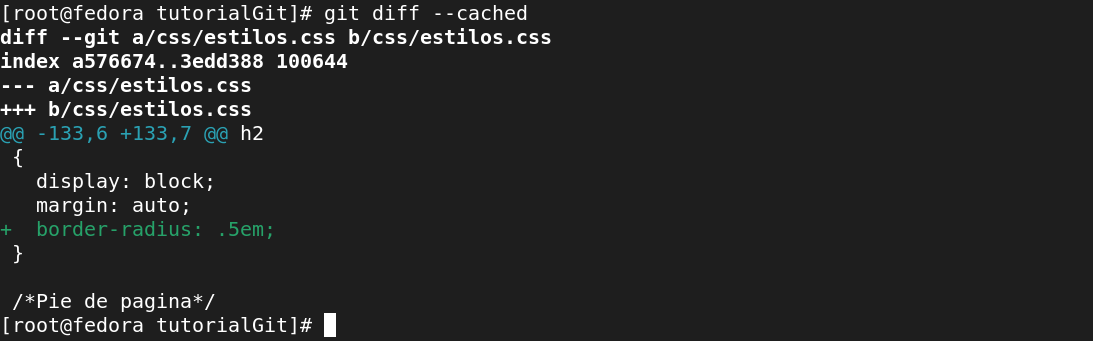 [root@fedora tutorialGit]# git diff --cached
diff --git a/css/estilos.css b/css/estilos.css
index a576674..3edd388 100644
--- a/css/estilos.css
+++ b/css/estilos.css
@@ -133,6 +133,7 @@ h2
 {
   display: block;
   margin: auto;
+  border-radius: .5em;
 }

 /*Pie de pagina*/
[root@fedora tutorialGit]#